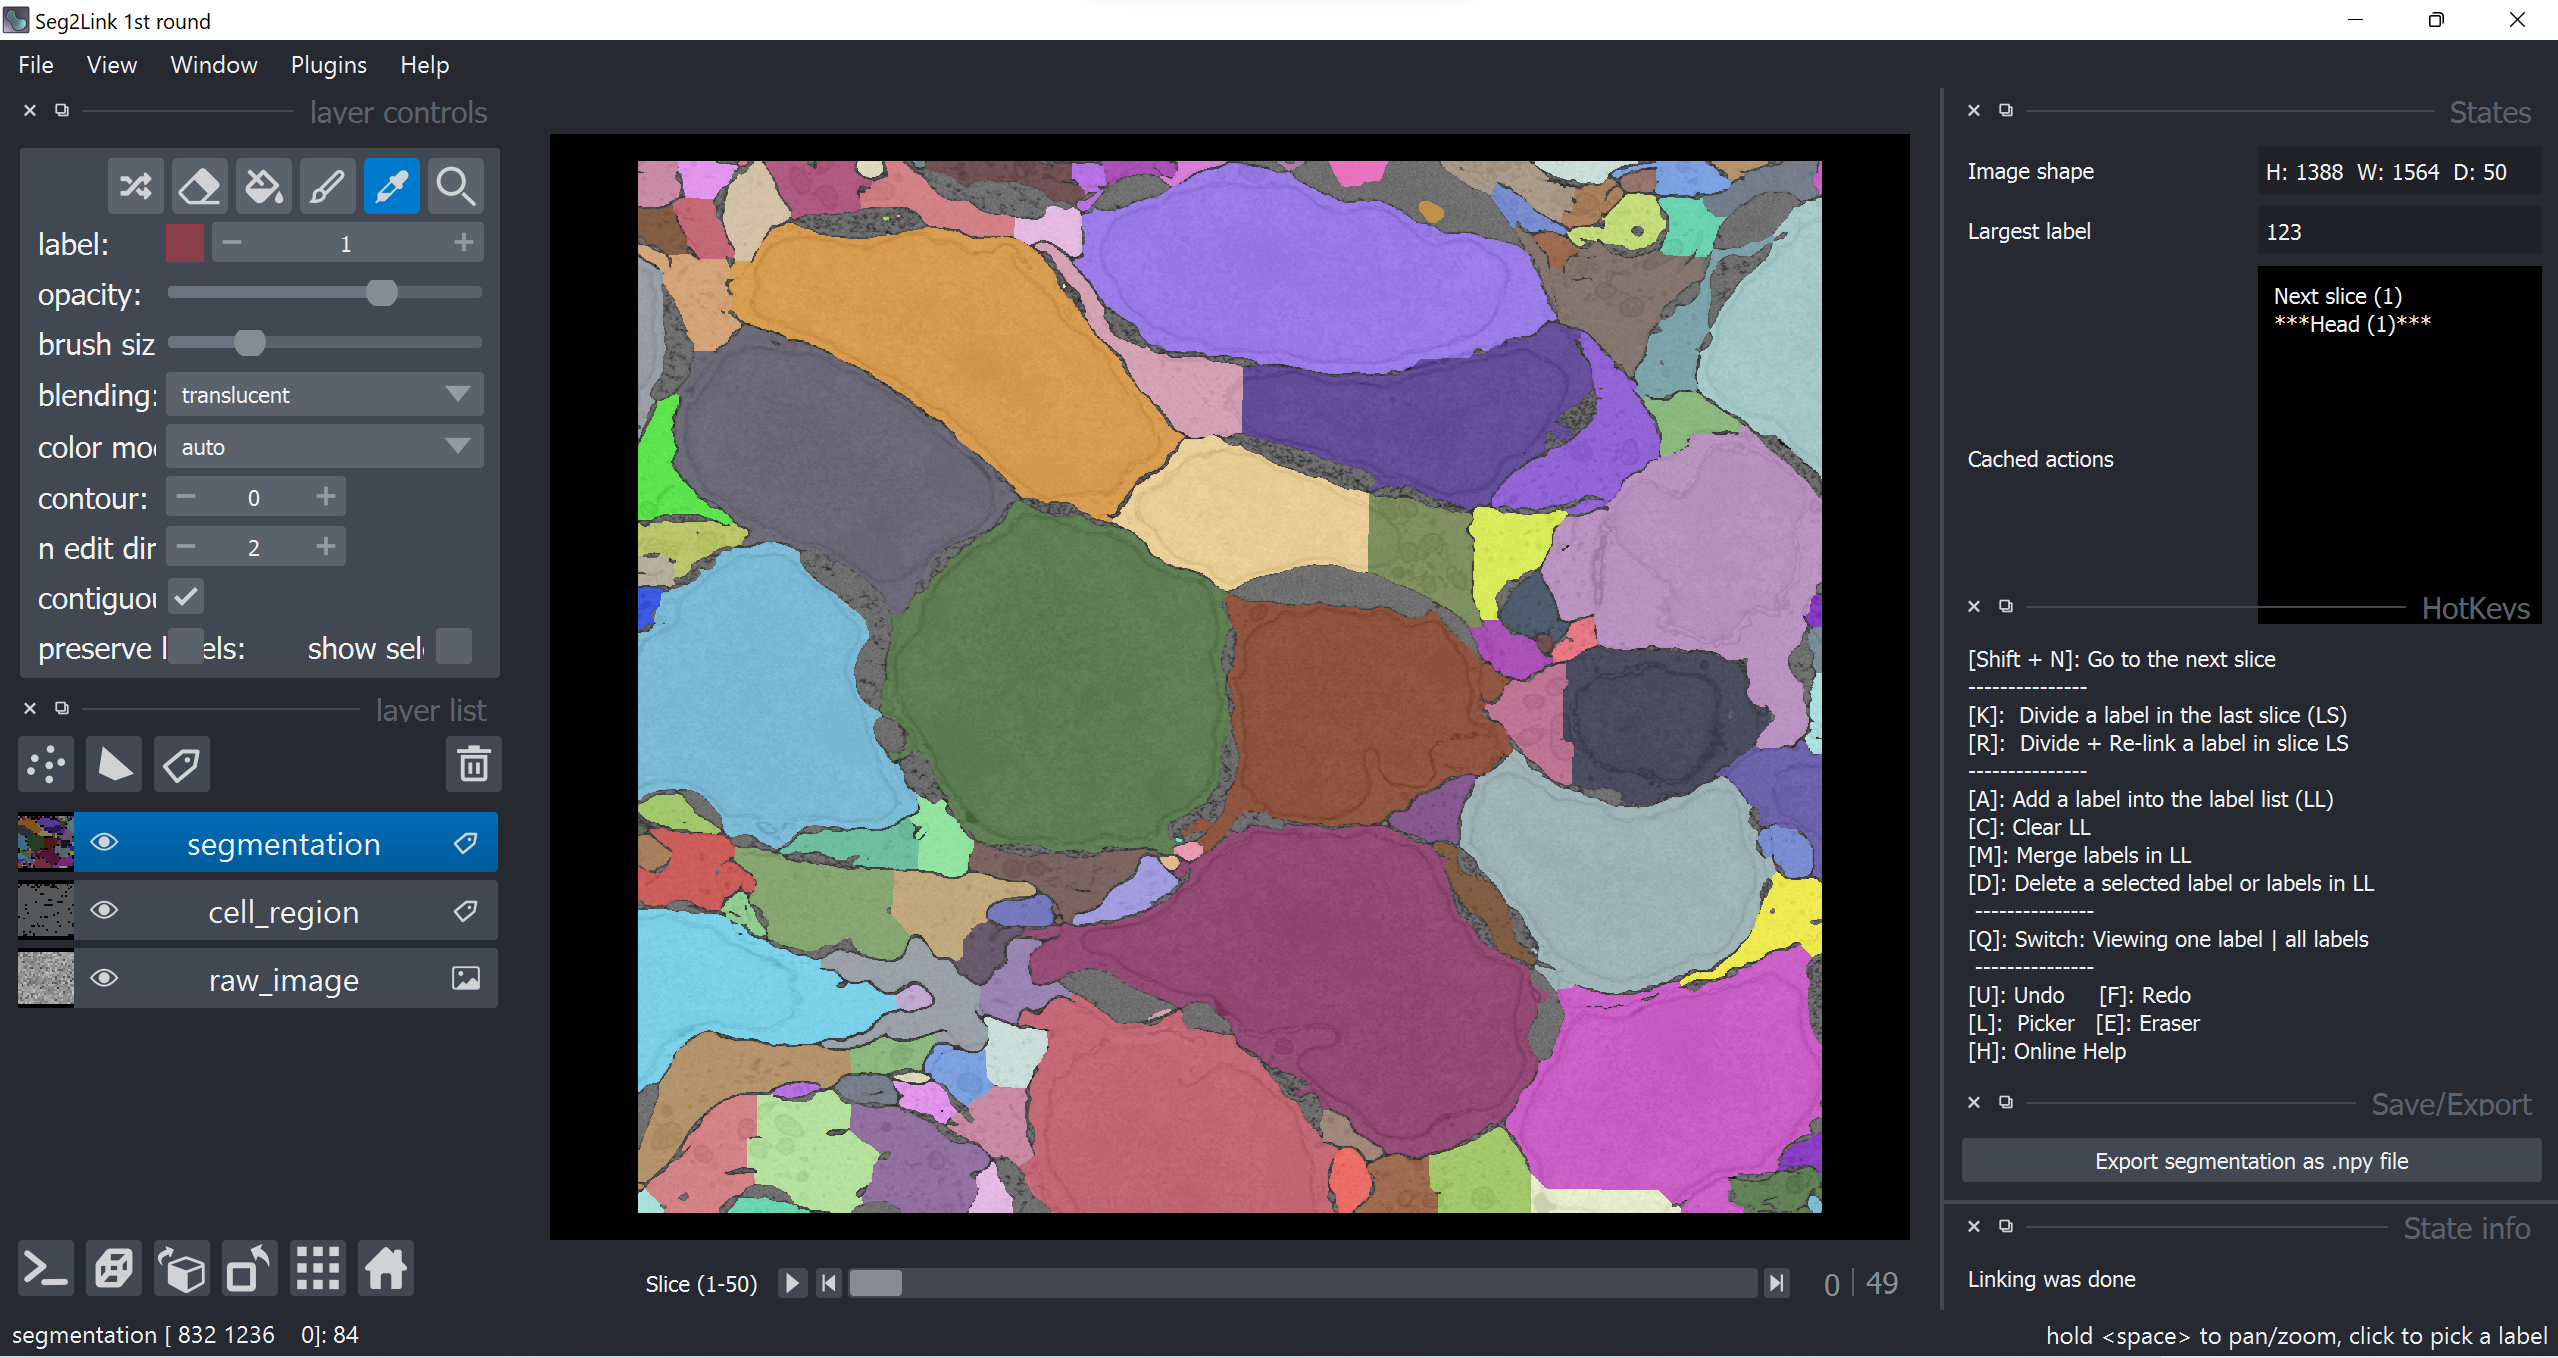 Seg2Link 1st round
File View Window Plugins Help
layer controls
label: 1
opacity:
brush siz
blending: translucent
color mo auto
contour: 0
n edit dir 2
contiguou
preserve l els: show sel
layer list
segmentation
cell_region
raw_image
Slice (1-50) 0 49
segmentation [ 832 1236 0]: 84
States
Image shape H: 1388 W: 1564 D: 50
Largest label 123
Next slice (1)
***Head (1)***
Cached actions
HotKeys
[Shift + N]: Go to the next slice
---------------
[K]: Divide a label in the last slice (LS)
[R]: Divide + Re-link a label in slice LS
---------------
[A]: Add a label into the label list (LL)
[C]: Clear LL
[M]: Merge labels in LL
[D]: Delete a selected label or labels in LL
---------------
[Q]: Switch: Viewing one label | all labels
---------------
[U]: Undo [F]: Redo
[L]: Picker [E]: Eraser
[H]: Online Help
Save/Export
Export segmentation as .npy file
State info
Linking was done
hold <space> to pan/zoom, click to pick a label